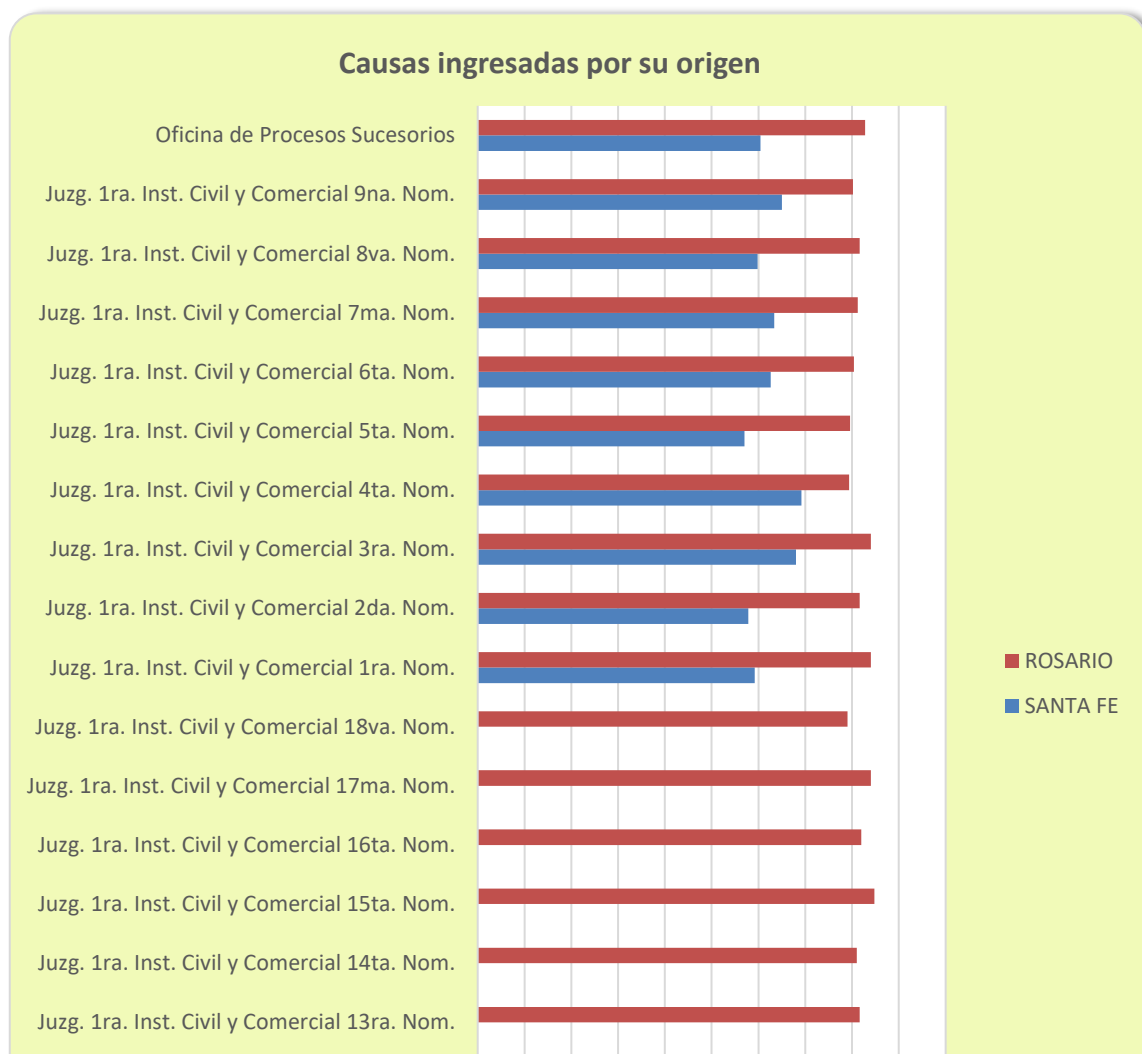 Causas ingresadas por su origen
Oficina de Procesos Sucesorios
Juzg. 1ra. Inst. Civil y Comercial 9na. Nom.
Juzg. 1ra. Inst. Civil y Comercial 8va. Nom.
Juzg. 1ra. Inst. Civil y Comercial 7ma. Nom.
Juzg. 1ra. Inst. Civil y Comercial 6ta. Nom.
Juzg. 1ra. Inst. Civil y Comercial 5ta. Nom.
Juzg. 1ra. Inst. Civil y Comercial 4ta. Nom.
Juzg. 1ra. Inst. Civil y Comercial 3ra. Nom.
Juzg. 1ra. Inst. Civil y Comercial 2da. Nom.
Juzg. 1ra. Inst. Civil y Comercial 1ra. Nom.
Juzg. 1ra. Inst. Civil y Comercial 18va. Nom.
Juzg. 1ra. Inst. Civil y Comercial 17ma. Nom.
Juzg. 1ra. Inst. Civil y Comercial 16ta. Nom.
Juzg. 1ra. Inst. Civil y Comercial 15ta. Nom.
Juzg. 1ra. Inst. Civil y Comercial 14ta. Nom.
Juzg. 1ra. Inst. Civil y Comercial 13ra. Nom.
ROSARIO
SANTA FE